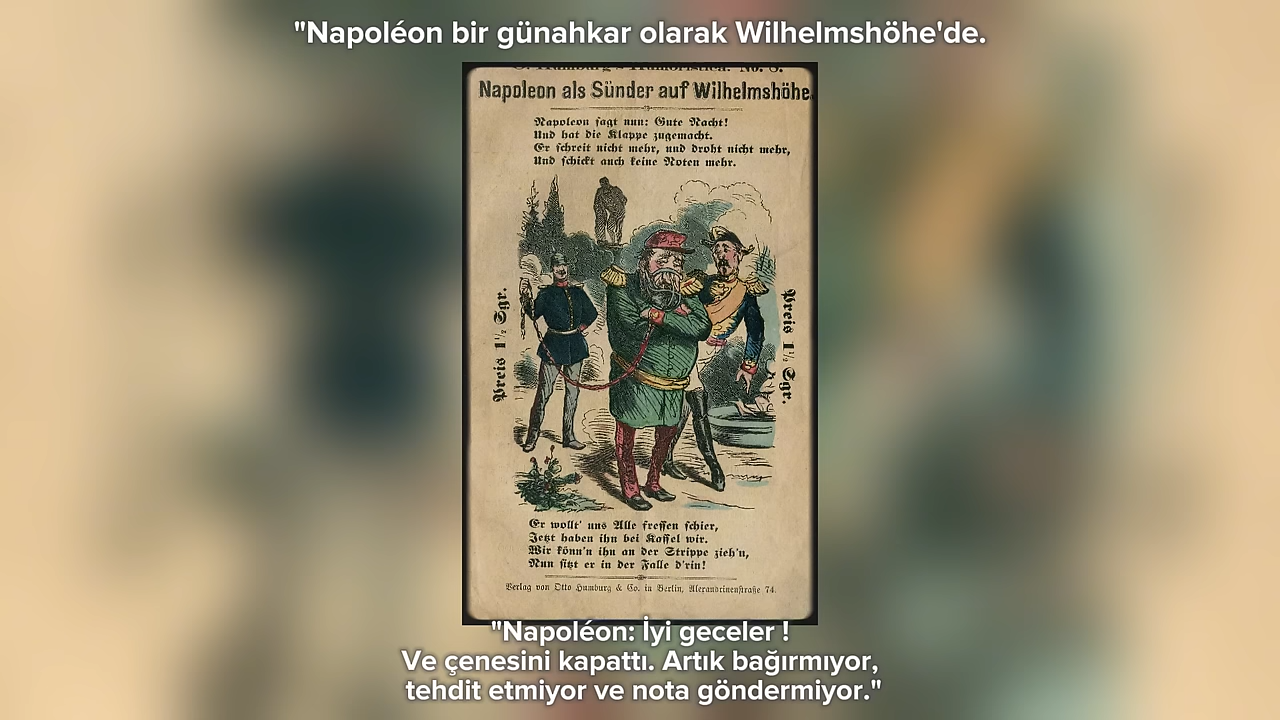 "Napoléon bir günahkar olarak Wilhelmshöhe'de.
Napoleon als Sünder auf Wilhelmshöhe.
Napoleon sagt nun: Gute Nacht!
Und hat die Klappe zugemacht.
Er schreit nicht mehr, und droht nicht mehr,
Und schickt auch keine Noten mehr.
Preis 1½ Sgr.
Preis 1½ Sgr.
Er wollt' uns Alle fressen schier,
Jetzt haben ihn bei Kassel wir.
Wir könn'n ihn an der Strippe zieh'n,
Nun sitzt er in der Falle d'rin!
Verlag von Otto Humburg & Co. in Berlin, Alexandrinenstraße 74.
"Napoléon: İyi geceler !
Ve çenesini kapattı. Artık bağırmıyor,
tehdit etmiyor ve nota göndermiyor."